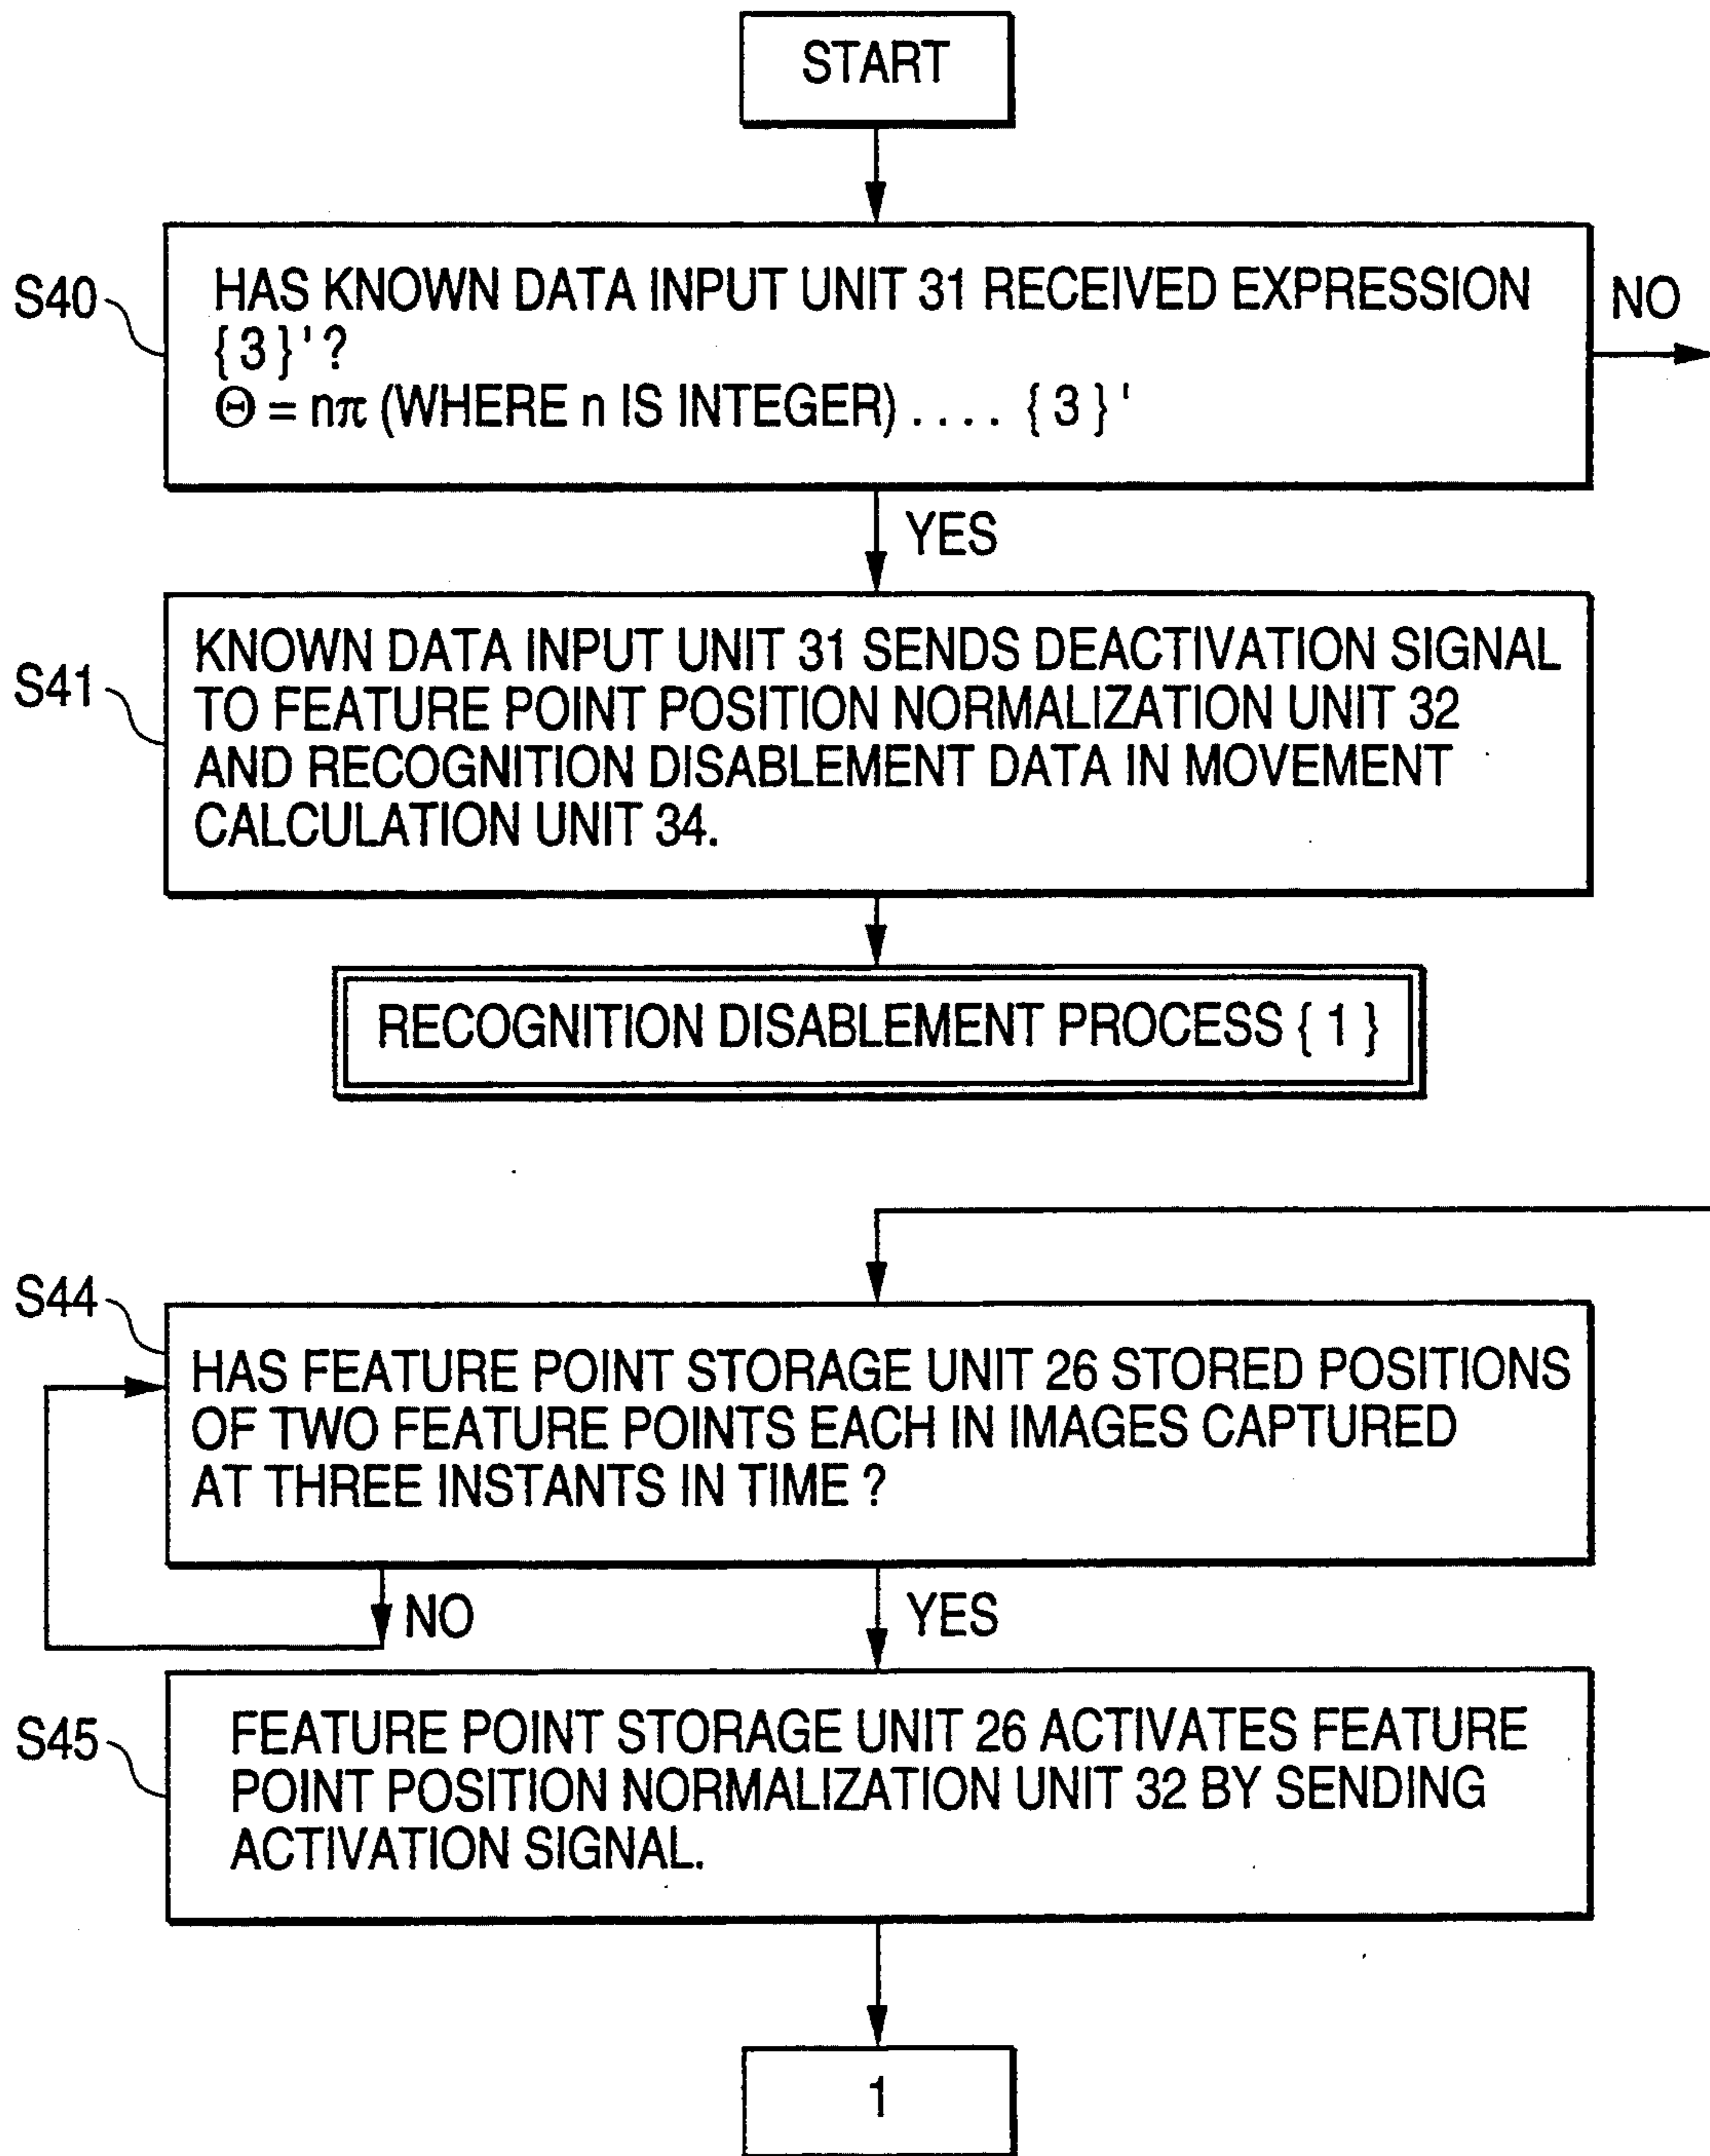 START
S40
HAS KNOWN DATA INPUT UNIT 31 RECEIVED EXPRESSION
{ 3 } ' ?
Θ = nπ (WHERE n IS INTEGER) . . . . { 3 } '
NO
YES
S41
KNOWN DATA INPUT UNIT 31 SENDS DEACTIVATION SIGNAL
TO FEATURE POINT POSITION NORMALIZATION UNIT 32
AND RECOGNITION DISABLEMENT DATA IN MOVEMENT
CALCULATION UNIT 34.
RECOGNITION DISABLEMENT PROCESS { 1 }
S44
HAS FEATURE POINT STORAGE UNIT 26 STORED POSITIONS
OF TWO FEATURE POINTS EACH IN IMAGES CAPTURED
AT THREE INSTANTS IN TIME ?
NO
YES
S45
FEATURE POINT STORAGE UNIT 26 ACTIVATES FEATURE
POINT POSITION NORMALIZATION UNIT 32 BY SENDING
ACTIVATION SIGNAL.
1